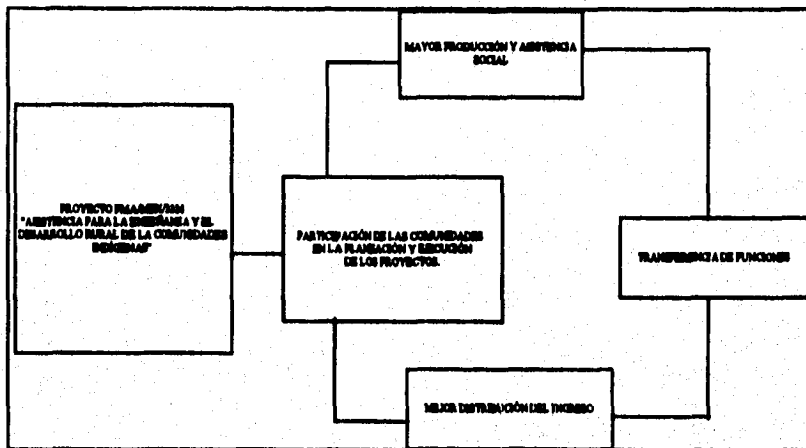 MAYOR PRODUCCIÓN Y ASISTENCIA
SOCIAL
PROYECTO
"ASISTENCIA PARA LA ENSEÑANZA Y EL
DESARROLLO RURAL DE LA COMUNIDADES
INDÍGENAS"
PARTICIPACIÓN DE LAS COMUNIDADES
EN LA PLANEACIÓN Y EJECUCIÓN
DE LOS PROYECTOS.
TRANSFERENCIA DE FUNCIONES
MEJOR DISTRIBUCIÓN DEL INGRESO